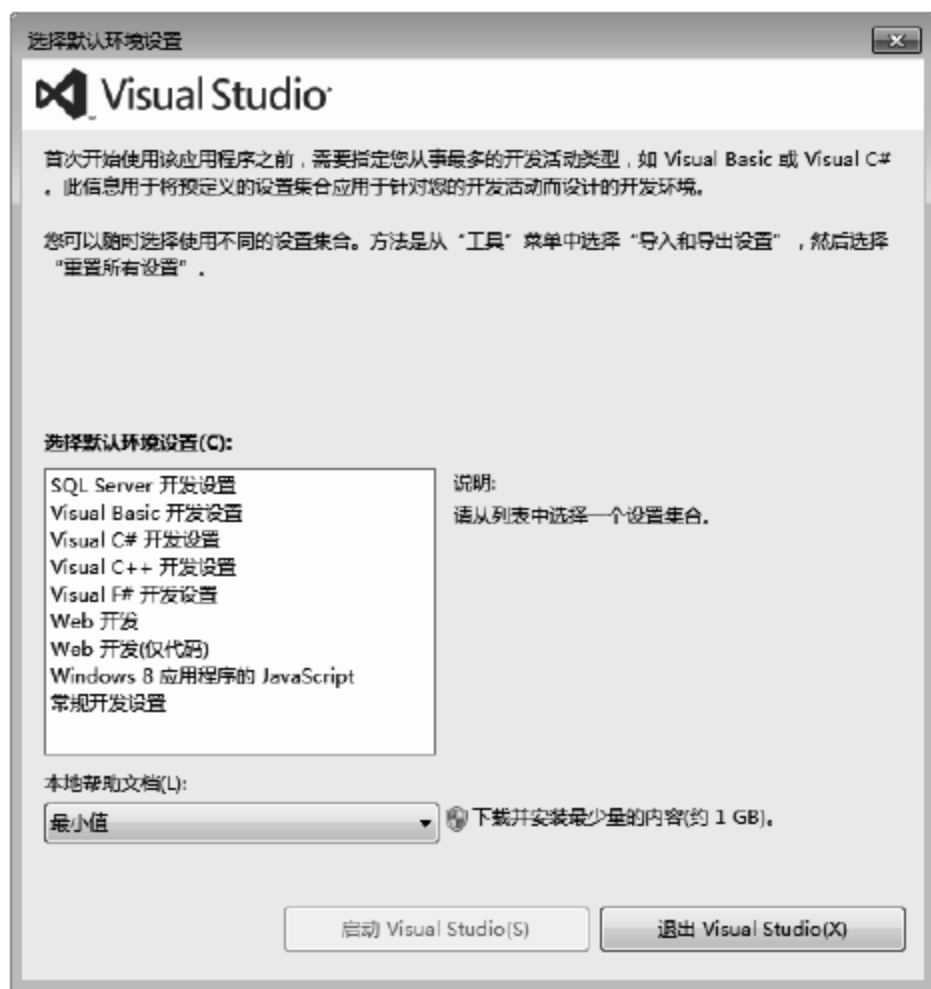 选择默认环境设置
Visual Studio
首次开始使用该应用程序之前，需要指定您从事最多的开发活动类型，如 Visual Basic 或 Visual C#
。此信息用于将预定义的设置集合应用于针对您的开发活动而设计的开发环境。
您可以随时选择使用不同的设置集合。方法是从“工具”菜单中选择“导入和导出设置”，然后选择
“重置所有设置”.
选择默认环境设置(C):
SQL Server 开发设置
说明:
Visual Basic 开发设置
请从列表中选择一个设置集合。
Visual C# 开发设置
Visual C++ 开发设置
Visual F# 开发设置
Web 开发
Web 开发(仅代码)
Windows 8 应用程序的 JavaScript
常规开发设置
本地帮助文档(L):
最小值
下载并安装最少量的内容(约 1 GB)。
启动 Visual Studio(S)
退出 Visual Studio(X)